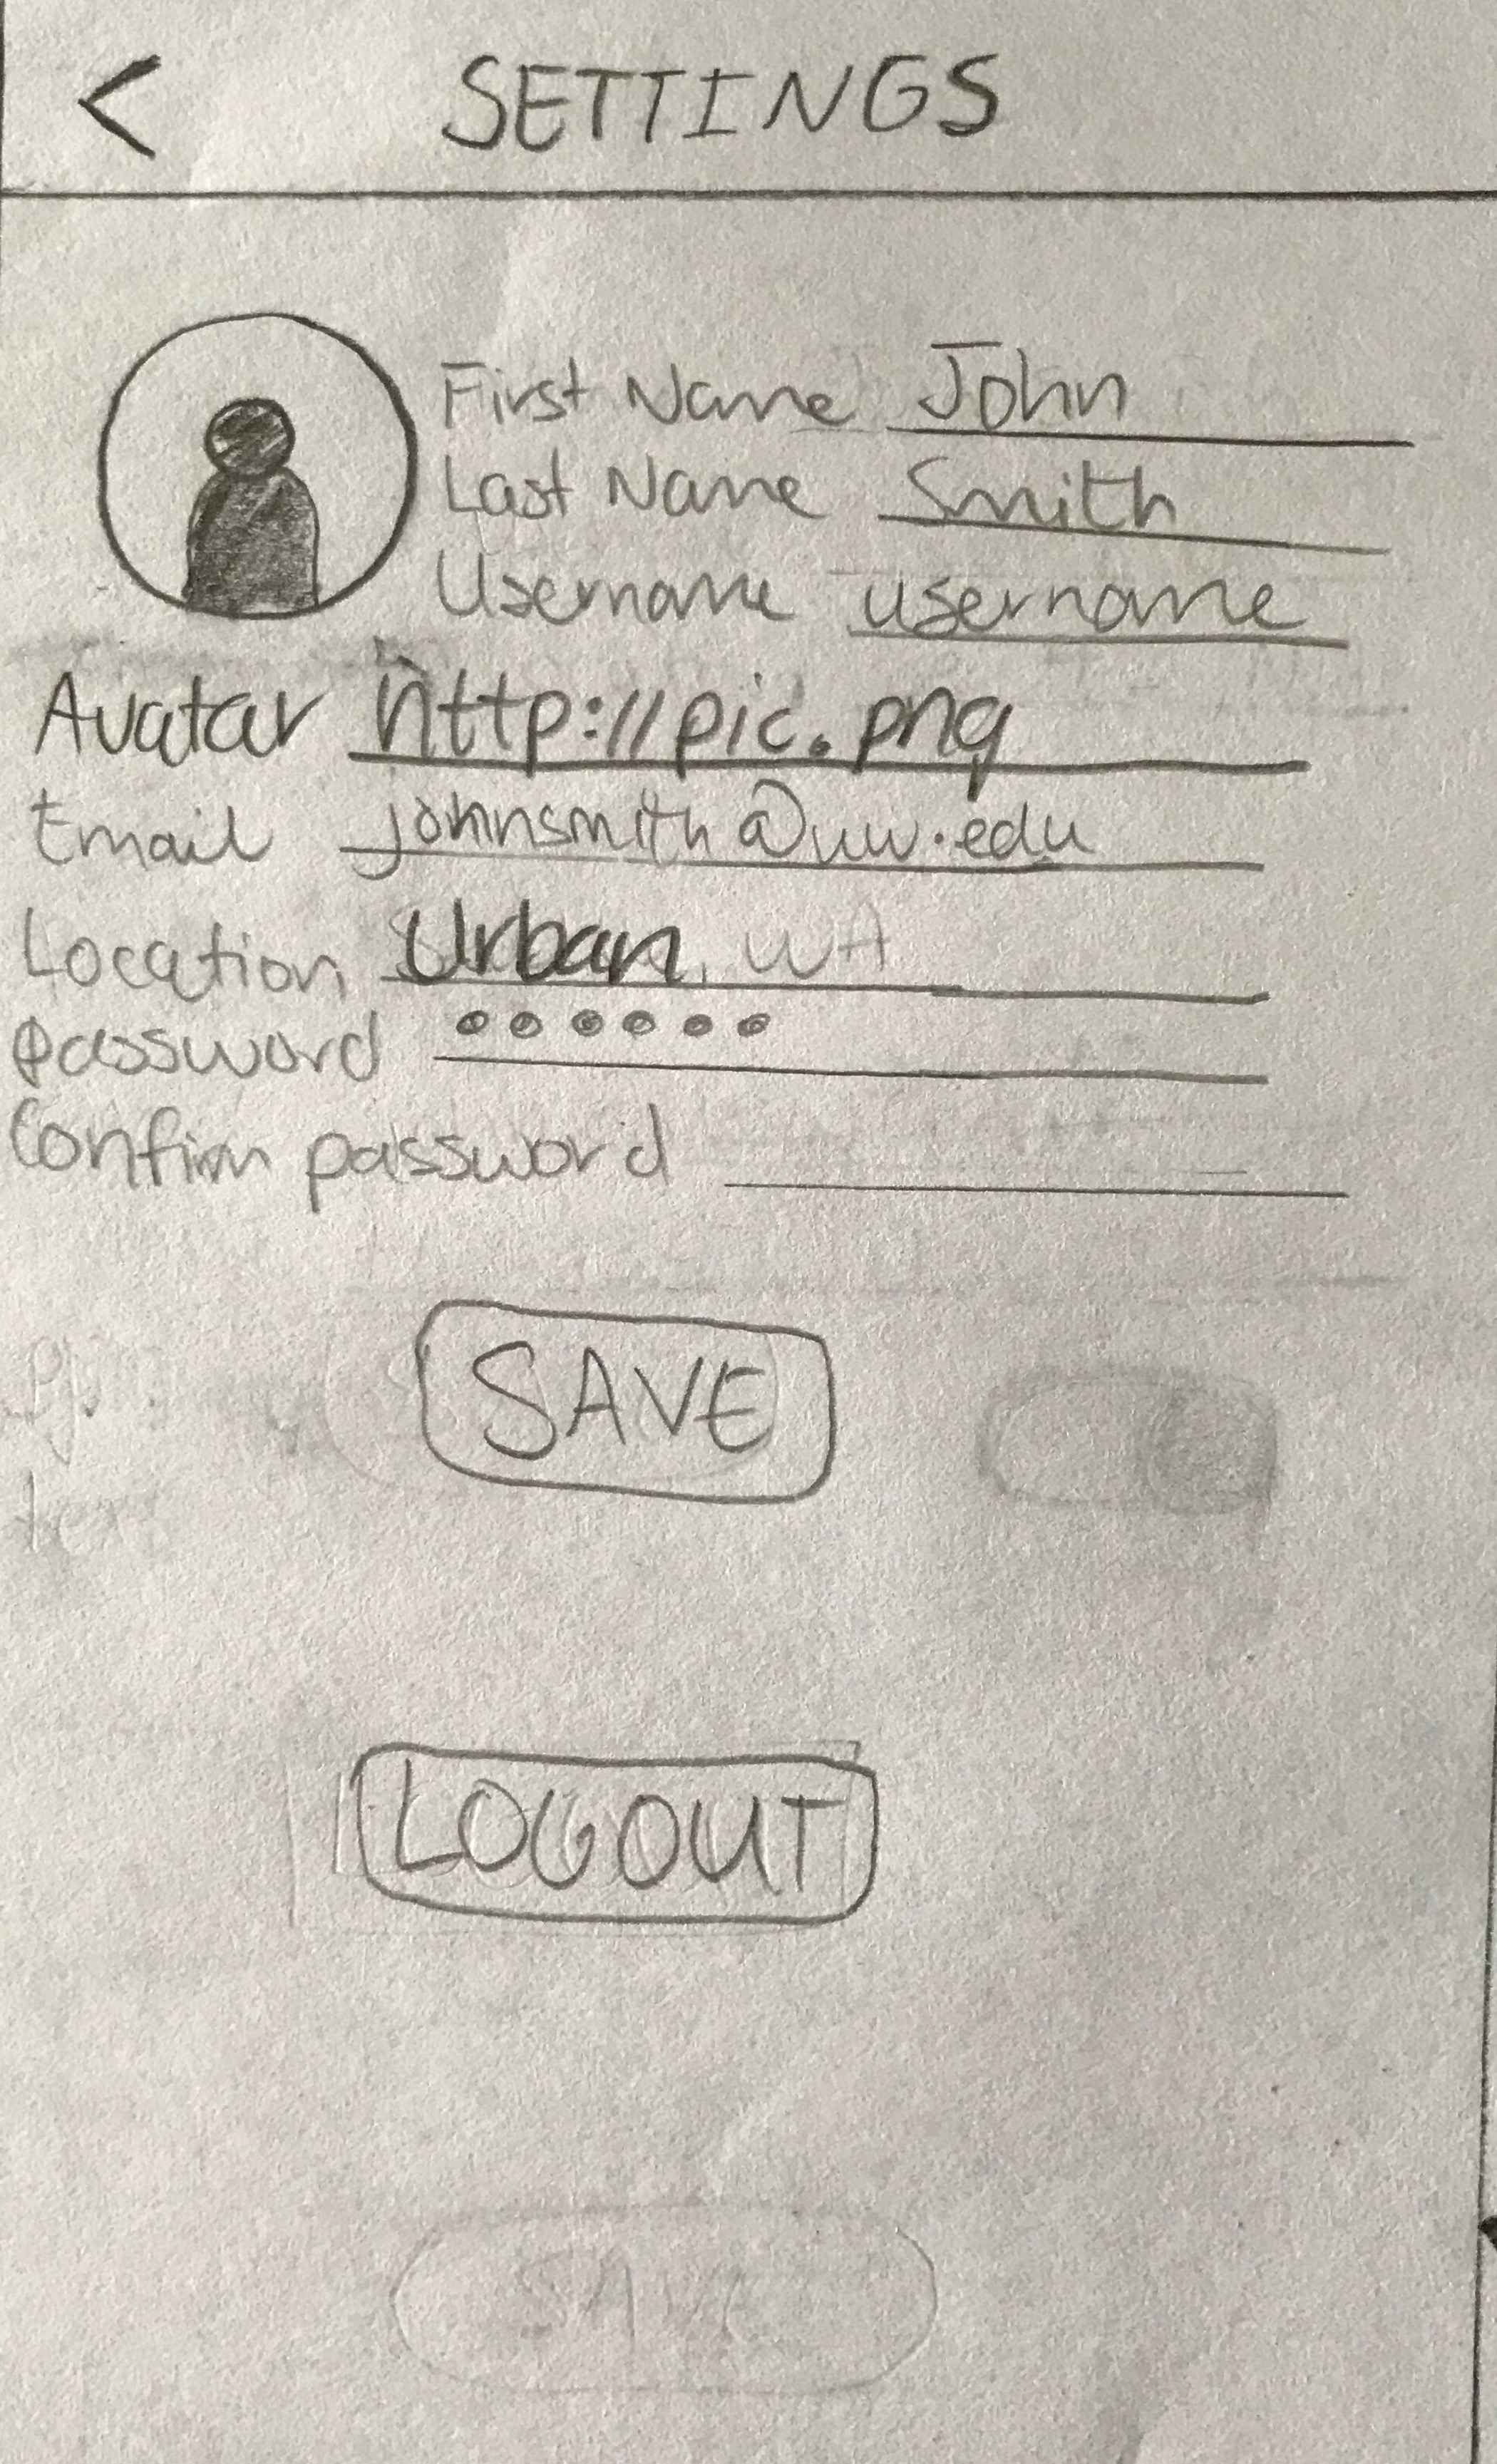 < SETTINGS
First Name John
Last Name Smith
Username username
Avatar http://pic.png
Email johnsmith@uw.edu
Location Urban, WA
Password ••••••
Confirm password
SAVE
LOGOUT
SAVE